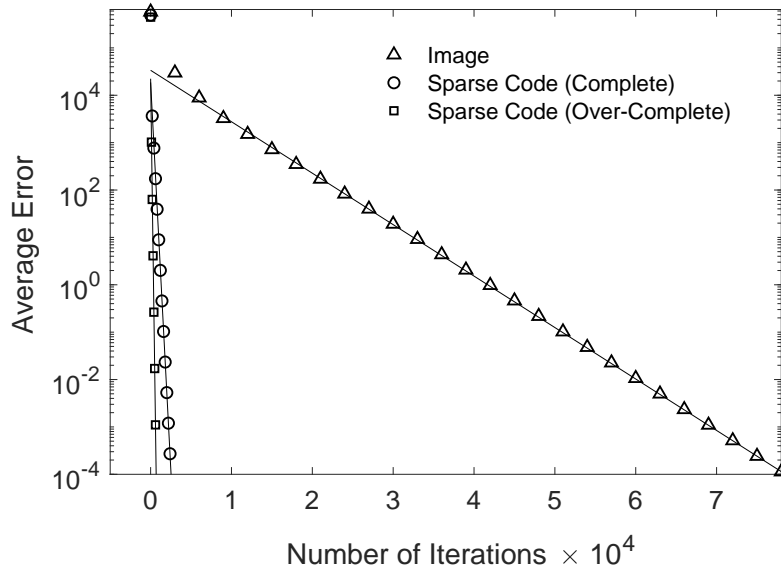 Image
Sparse Code (Complete)
Sparse Code (Over-Complete)
Average Error
10^4
10^2
10^0
10^-2
10^-4
0 1 2 3 4 5 6 7
Number of Iterations × 10^4